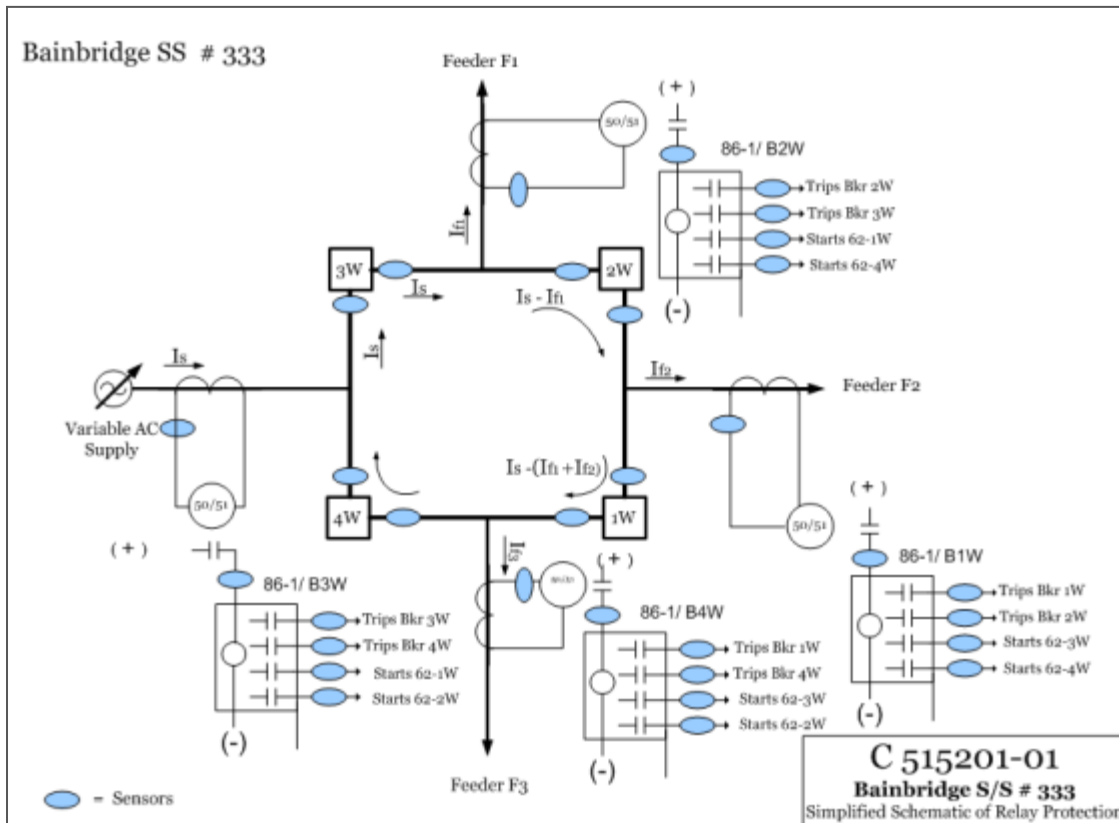 Bainbridge SS # 333
Feeder F1
( + )
50/51
86-1/ B2W
Trips Bkr 2W
Trips Bkr 3W
Starts 62-1W
Starts 62-4W
(-)
If1
3W
2W
Is
Is - If1
Is
Is
If2
Feeder F2
Variable AC
Supply
Is -(If1 +If2)
50/51
4W
1W
50/51
( + )
( + )
If3
( + )
86-1/ B3W
86-1/ B4W
86-1/ B1W
Trips Bkr 3W
Trips Bkr 4W
Starts 62-1W
Starts 62-2W
(-)
Trips Bkr 1W
Trips Bkr 4W
Starts 62-3W
Starts 62-2W
(-)
Trips Bkr 1W
Trips Bkr 2W
Starts 62-3W
Starts 62-4W
(-)
Feeder F3
= Sensors
C 515201-01
Bainbridge S/S # 333
Simplified Schematic of Relay Protection